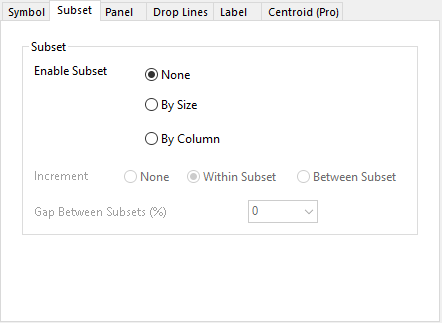 Symbol Subset Panel Drop Lines Label Centroid (Pro)
Subset
Enable Subset None
By Size
By Column
Increment None Within Subset Between Subset
Gap Between Subsets (%) 0